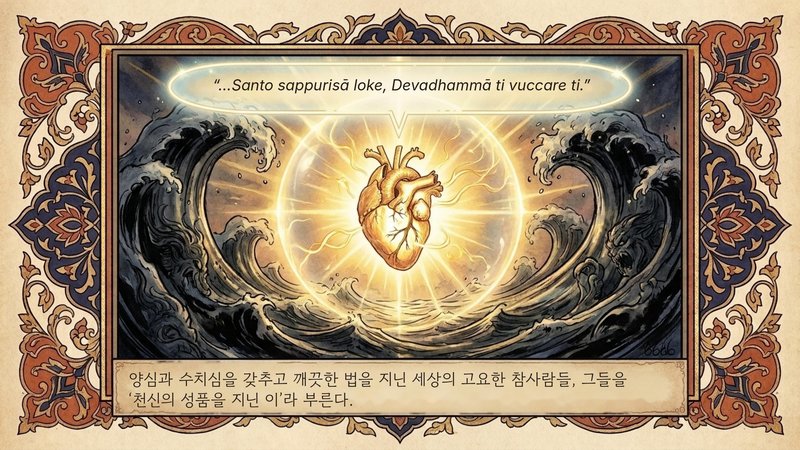 “...Santo sappurisā loke, Devadhammā ti vuccare ti.”
양심과 수치심을 갖추고 깨끗한 법을 지닌 세상의 고요한 참사람들, 그들을
‘천신의 성품을 지닌 이’라 부른다.